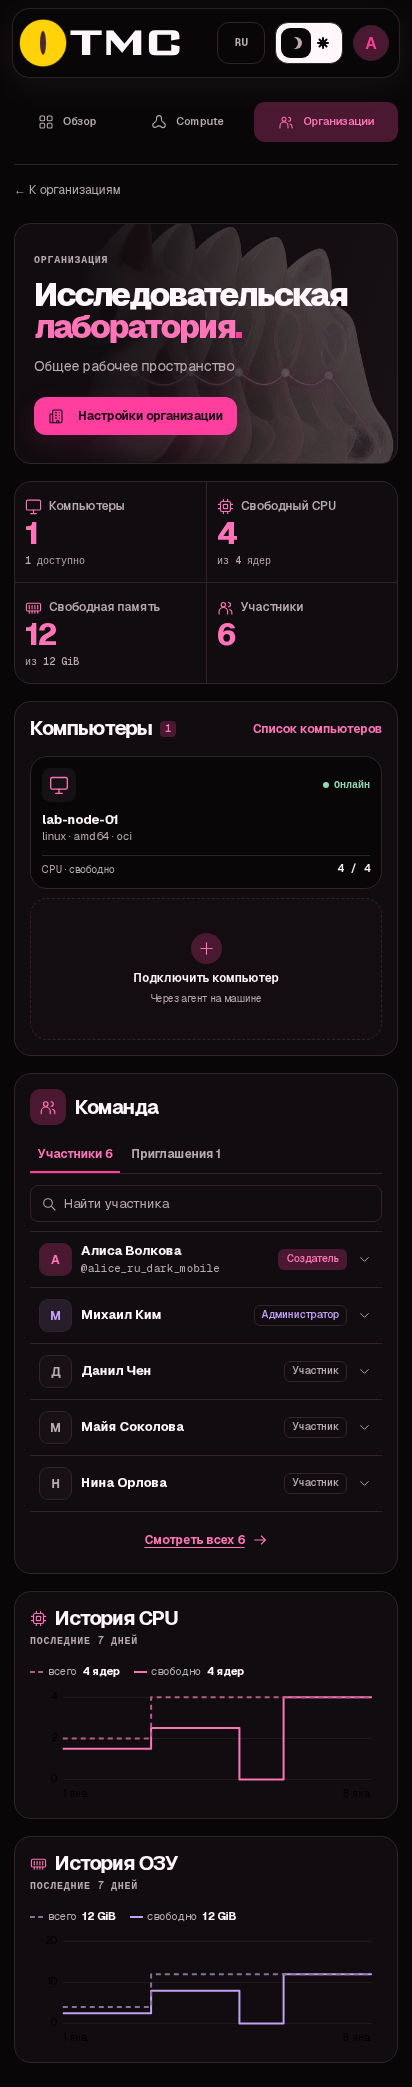 TMC
RU
A
Обзор
Compute
Организации
← К организациям
ОРГАНИЗАЦИЯ
Исследовательская
лаборатория.
Общее рабочее пространство
Настройки организации
Компьютеры
1
1 доступно
Свободный CPU
4
из 4 ядер
Свободная память
12
из 12 GiB
Участники
6
Компьютеры 1
Список компьютеров
Онлайн
lab-node-01
linux · amd64 · oci
CPU · свободно
4 / 4
Подключить компьютер
Через агент на машине
Команда
Участники 6
Приглашения 1
Найти участника
А
Алиса Волкова
@alice_ru_dark_mobile
Создатель
М
Михаил Ким
Администратор
Д
Данил Чен
Участник
М
Майя Соколова
Участник
Н
Нина Орлова
Участник
Смотреть всех 6 →
История CPU
ПОСЛЕДНИЕ 7 ДНЕЙ
всего 4 ядер свободно 4 ядер
4
2
0
1 янв.
История ОЗУ
ПОСЛЕДНИЕ 7 ДНЕЙ
всего 12 GiB свободно 12 GiB
20
10
0
1 янв.